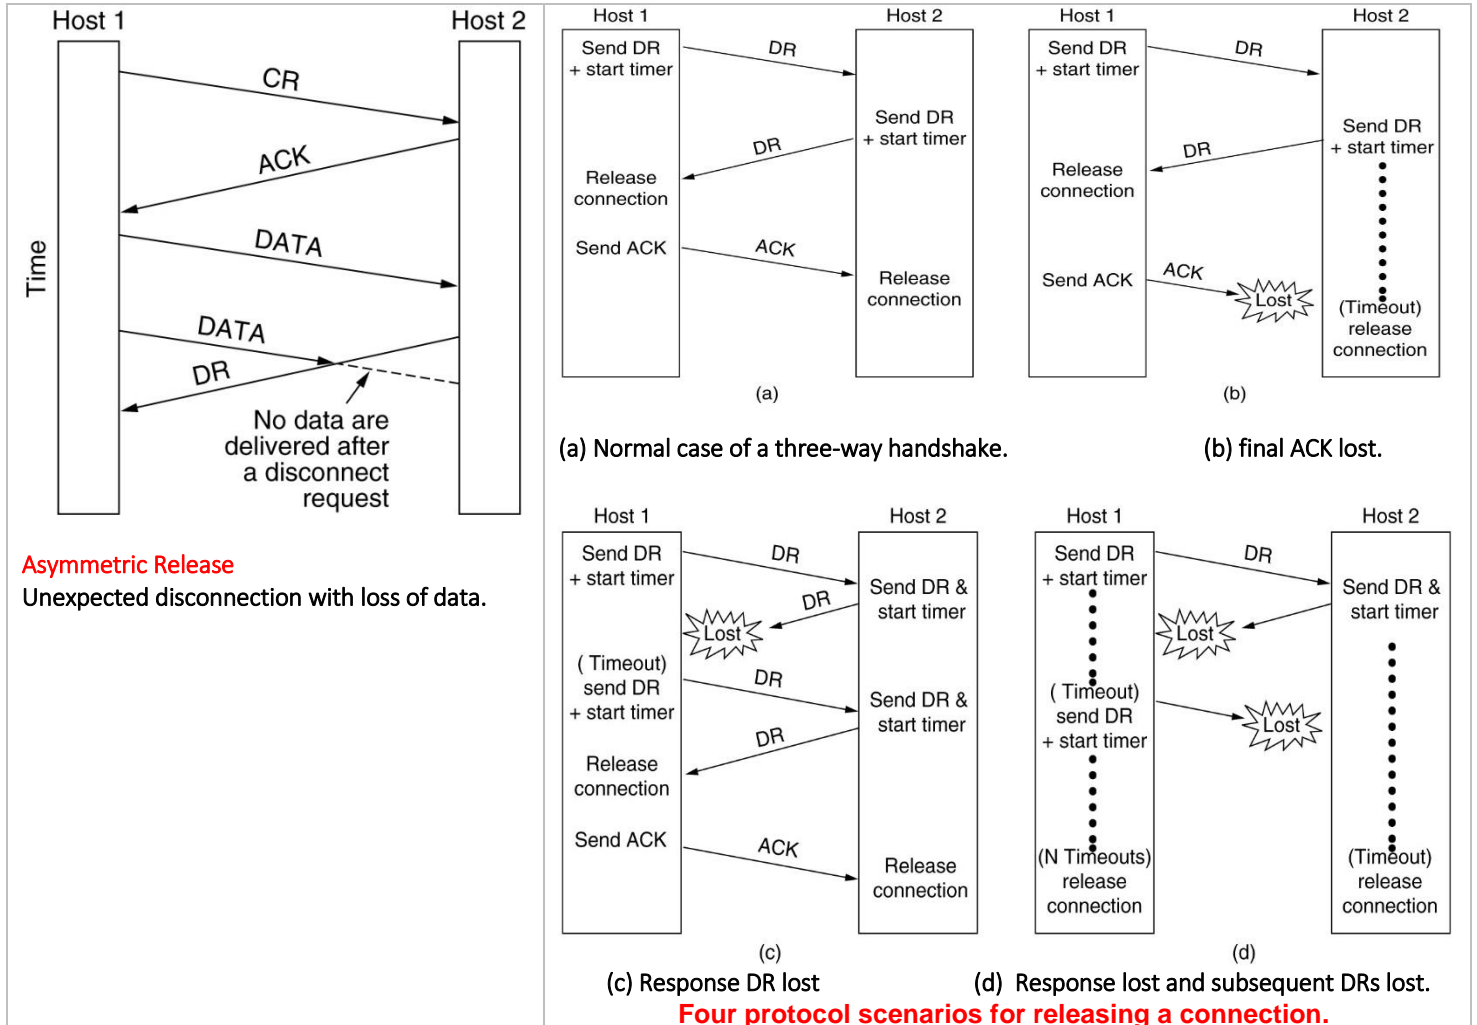 Host 1
Host 2
CR
ACK
DATA
Time
DATA
DR
No data are
delivered after
a disconnect
request
Asymmetric Release
Unexpected disconnection with loss of data.
Host 1
Host 2
Send DR
+ start timer
DR
Send DR
+ start timer
DR
Release
connection
Send ACK
ACK
Release
connection
(a)
(a) Normal case of a three-way handshake.
Host 1
Host 2
Send DR
+ start timer
DR
Send DR
+ start timer
DR
Release
connection
Send ACK
ACK
Lost
(Timeout)
release
connection
(b)
(b) final ACK lost.
Host 1
Host 2
Send DR
+ start timer
DR
Send DR &
start timer
DR
Lost
( Timeout)
send DR
+ start timer
DR
Send DR &
start timer
DR
Release
connection
Send ACK
ACK
Release
connection
(c)
(c) Response DR lost
Host 1
Host 2
Send DR
+ start timer
DR
Send DR &
start timer
Lost
( Timeout)
send DR
+ start timer
Lost
(N Timeouts)
release
connection
(Timeout)
release
connection
(d)
(d) Response lost and subsequent DRs lost.
Four protocol scenarios for releasing a connection.